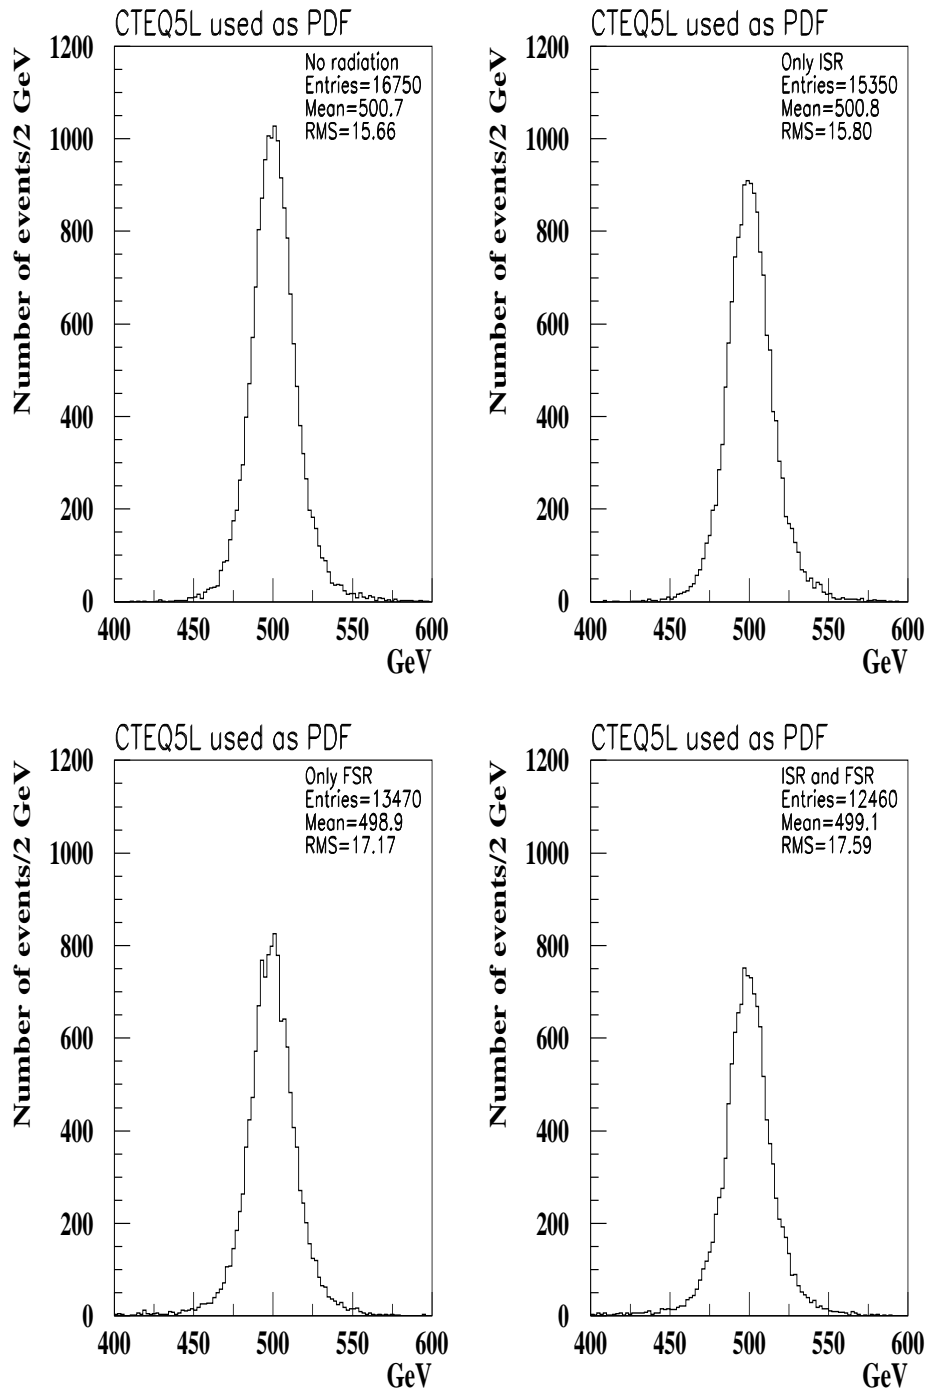 CTEQ5L used as PDF
No radiation
Entries=16750
Mean=500.7
RMS=15.66
Number of events/2 GeV
1200
1000
800
600
400
200
0
400 450 500 550 600
GeV
CTEQ5L used as PDF
Only ISR
Entries=15350
Mean=500.8
RMS=15.80
Number of events/2 GeV
1200
1000
800
600
400
200
0
400 450 500 550 600
GeV
CTEQ5L used as PDF
Only FSR
Entries=13470
Mean=498.9
RMS=17.17
Number of events/2 GeV
1200
1000
800
600
400
200
0
400 450 500 550 600
GeV
CTEQ5L used as PDF
ISR and FSR
Entries=12460
Mean=499.1
RMS=17.59
Number of events/2 GeV
1200
1000
800
600
400
200
0
400 450 500 550 600
GeV